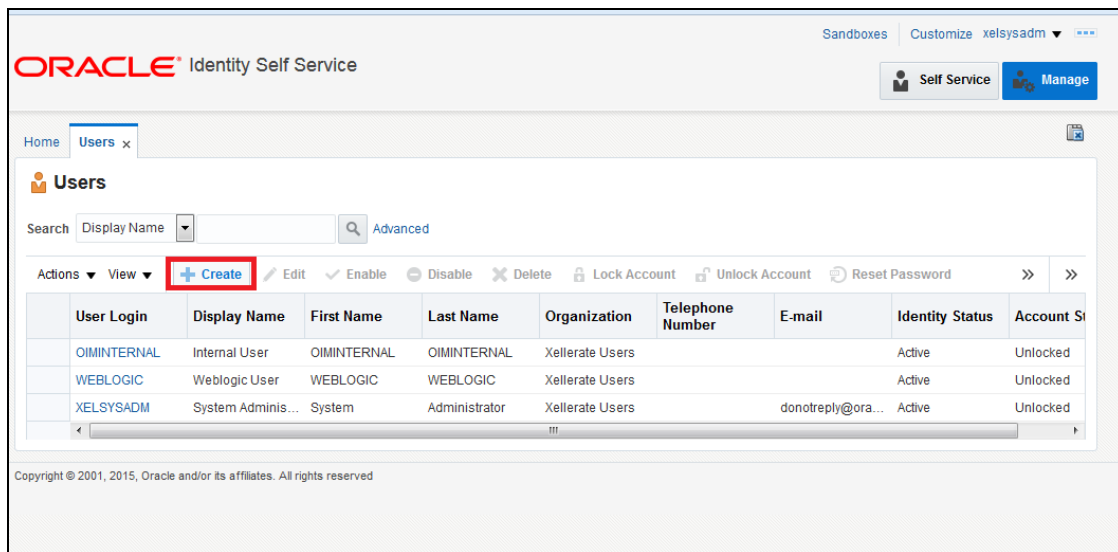 Sandboxes Customize xelsysadm
ORACLE® Identity Self Service
Self Service Manage
Home Users x
Users
Search Display Name Advanced
Actions View Create Edit Enable Disable Delete Lock Account Unlock Account Reset Password » »
User Login Display Name First Name Last Name Organization Telephone Number E-mail Identity Status Account St
OIMINTERNAL Internal User OIMINTERNAL OIMINTERNAL Xellerate Users Active Unlocked
WEBLOGIC Weblogic User WEBLOGIC WEBLOGIC Xellerate Users Active Unlocked
XELSYSADM System Adminis... System Administrator Xellerate Users donotreply@ora... Active Unlocked
Copyright © 2001, 2015, Oracle and/or its affiliates. All rights reserved